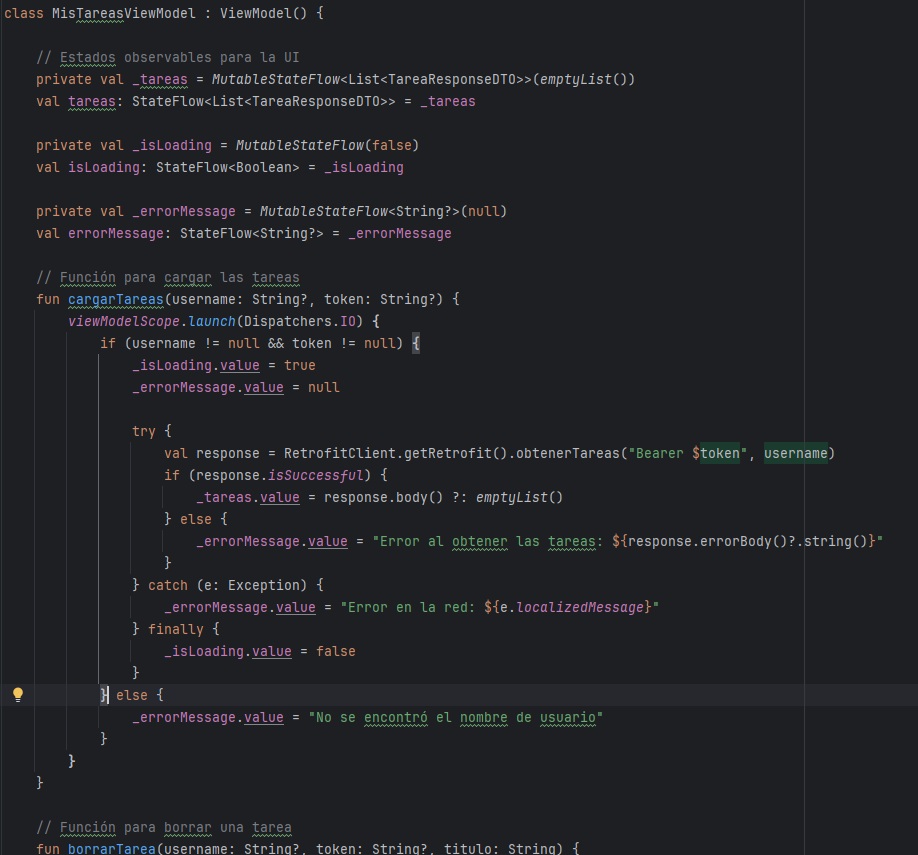 class MisTareasViewModel : ViewModel() {
// Estados observables para la UI
private val _tareas = MutableStateFlow<List<TareaResponseDTO>>(emptyList())
val tareas: StateFlow<List<TareaResponseDTO>> = _tareas
private val _isLoading = MutableStateFlow(false)
val isLoading: StateFlow<Boolean> = _isLoading
private val _errorMessage = MutableStateFlow<String?>(null)
val errorMessage: StateFlow<String?> = _errorMessage
// Función para cargar las tareas
fun cargarTareas(username: String?, token: String?) {
viewModelScope.launch(Dispatchers.IO) {
if (username != null && token != null) {
_isLoading.value = true
_errorMessage.value = null
try {
val response = RetrofitClient.getRetrofit().obtenerTareas("Bearer $token", username)
if (response.isSuccessful) {
_tareas.value = response.body() ?: emptyList()
} else {
_errorMessage.value = "Error al obtener las tareas: ${response.errorBody()?.string()}"
}
} catch (e: Exception) {
_errorMessage.value = "Error en la red: ${e.localizedMessage}"
} finally {
_isLoading.value = false
}
} else {
_errorMessage.value = "No se encontró el nombre de usuario"
}
}
}
// Función para borrar una tarea
fun borrarTarea(username: String?, token: String?, titulo: String) {